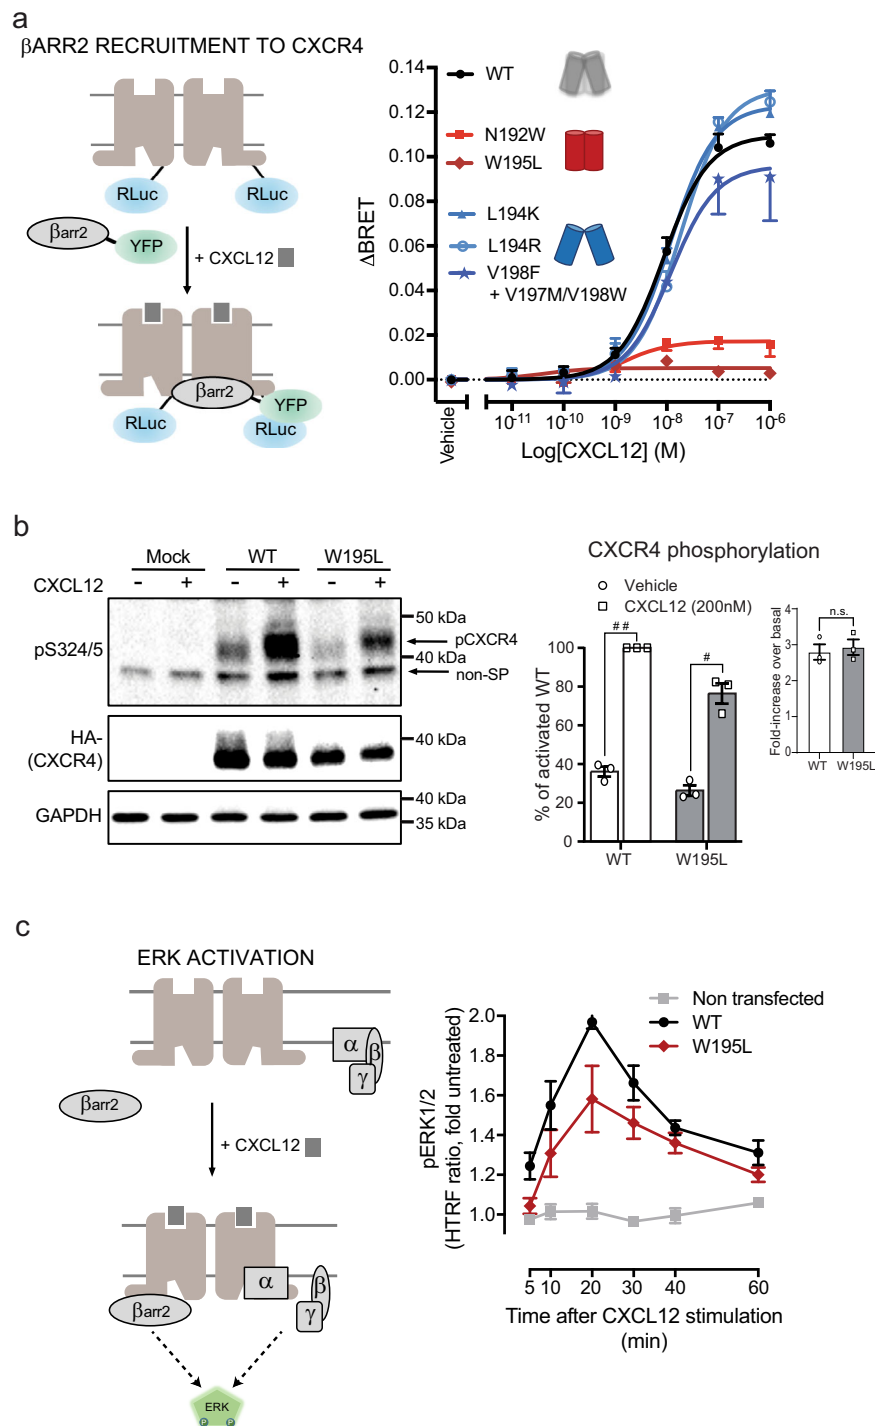 a
βARR2 RECRUITMENT TO CXCR4
RLuc
RLuc
βarr2
YFP
+ CXCL12
βarr2
YFP
RLuc
RLuc
ΔBRET
0.14
0.12
0.10
0.08
0.06
0.04
0.02
0.00
WT
N192W
W195L
L194K
L194R
V198F
+ V197M/V198W
Vehicle
10⁻¹¹ 10⁻¹⁰ 10⁻⁹ 10⁻⁸ 10⁻⁷ 10⁻⁶
Log[CXCL12] (M)
b
Mock WT W195L
CXCL12 - + - + - +
pS324/5
50 kDa
pCXCR4
40 kDa
non-SP
HA-
(CXCR4)
40 kDa
GAPDH
40 kDa
35 kDa
CXCR4 phosphorylation
Vehicle
CXCL12 (200nM)
% of activated WT
100
80
60
40
20
0
# #
#
WT W195L
Fold-increase over basal
4
3
2
1
0
n.s.
WT W195L
c
ERK ACTIVATION
α
β
γ
βarr2
+ CXCL12
α
β
γ
βarr2
ERK
P P
Non transfected
WT
W195L
pERK1/2
(HTRF ratio, fold untreated)
2.0
1.8
1.6
1.4
1.2
1.0
5 10 20 30 40 60
Time after CXCL12 stimulation
(min)